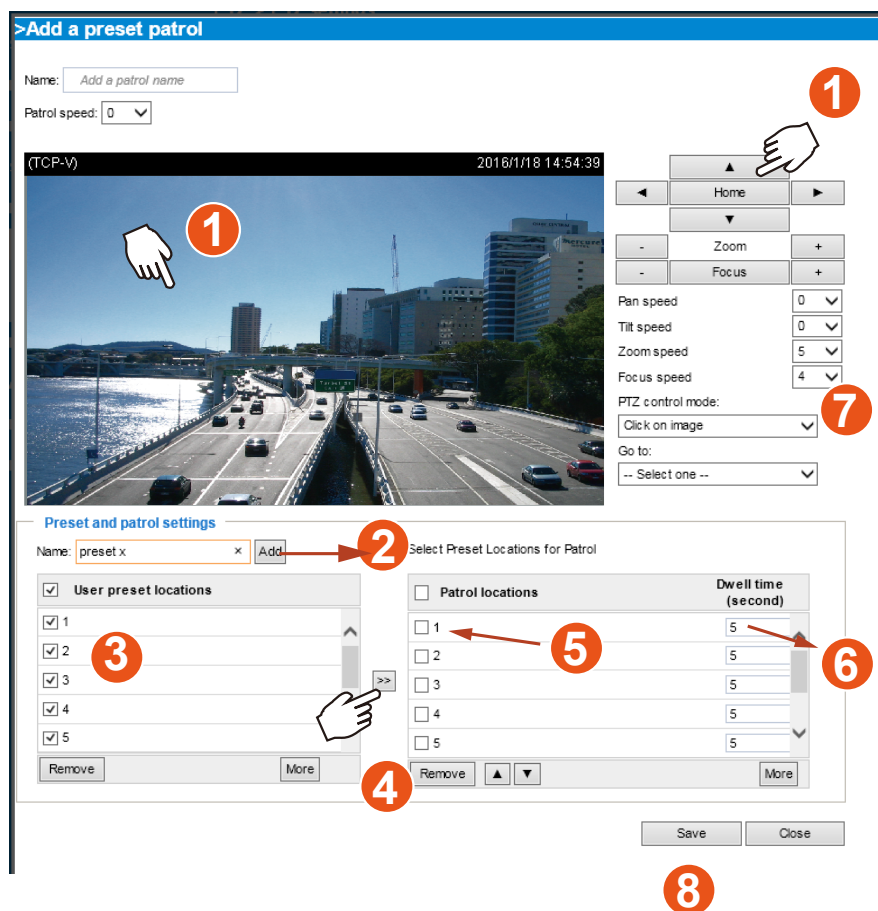 >Add a preset patrol
Name: Add a patrol name
Patrol speed: 0
1
(TCP-V) 2016/1/18 14:54:39
▲
1
◄ Home ►
▼
- Zoom +
- Focus +
Pan speed 0
Tilt speed 0
Zoom speed 5
Focus speed 4
PTZ control mode:
7
Click on image
Go to:
-- Select one --
Preset and patrol settings
Name: preset x × Add
2
Select Preset Locations for Patrol
User preset locations
Patrol locations Dwell time
(second)
1
2
3
4
5
3
>>
1 5
2 5
3 5
4 5
5 5
5
6
Remove More
4
Remove ▲ ▼ More
Save Close
8